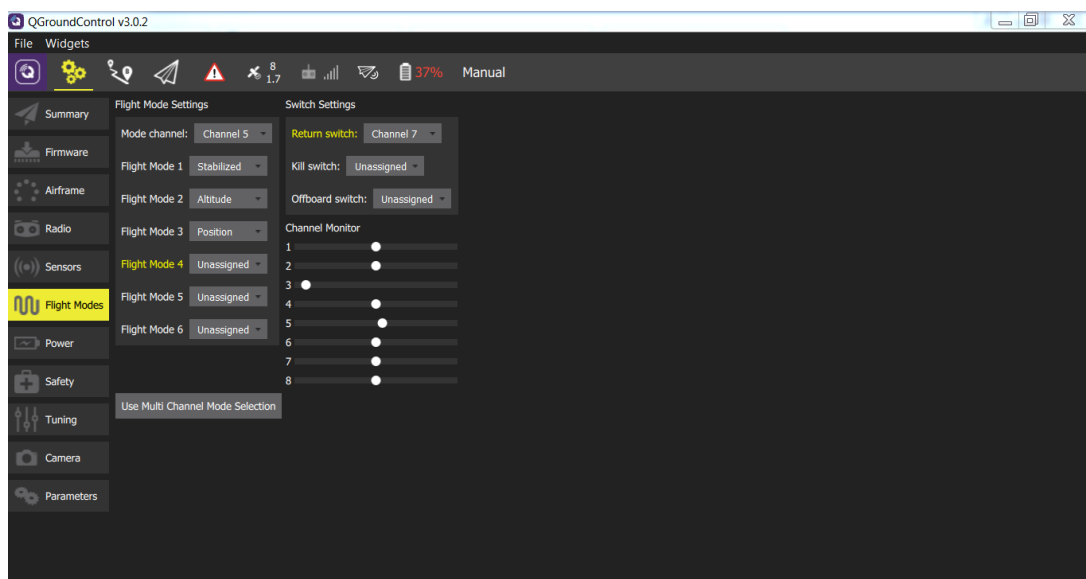 QGroundControl v3.0.2
File Widgets
8
1.7
37% Manual
Summary
Firmware
Airframe
Radio
Sensors
Flight Modes
Power
Safety
Tuning
Camera
Parameters
Flight Mode Settings
Mode channel: Channel 5
Flight Mode 1 Stabilized
Flight Mode 2 Altitude
Flight Mode 3 Position
Flight Mode 4 Unassigned
Flight Mode 5 Unassigned
Flight Mode 6 Unassigned
Use Multi Channel Mode Selection
Switch Settings
Return switch: Channel 7
Kill switch: Unassigned
Offboard switch: Unassigned
Channel Monitor
1
2
3
4
5
6
7
8